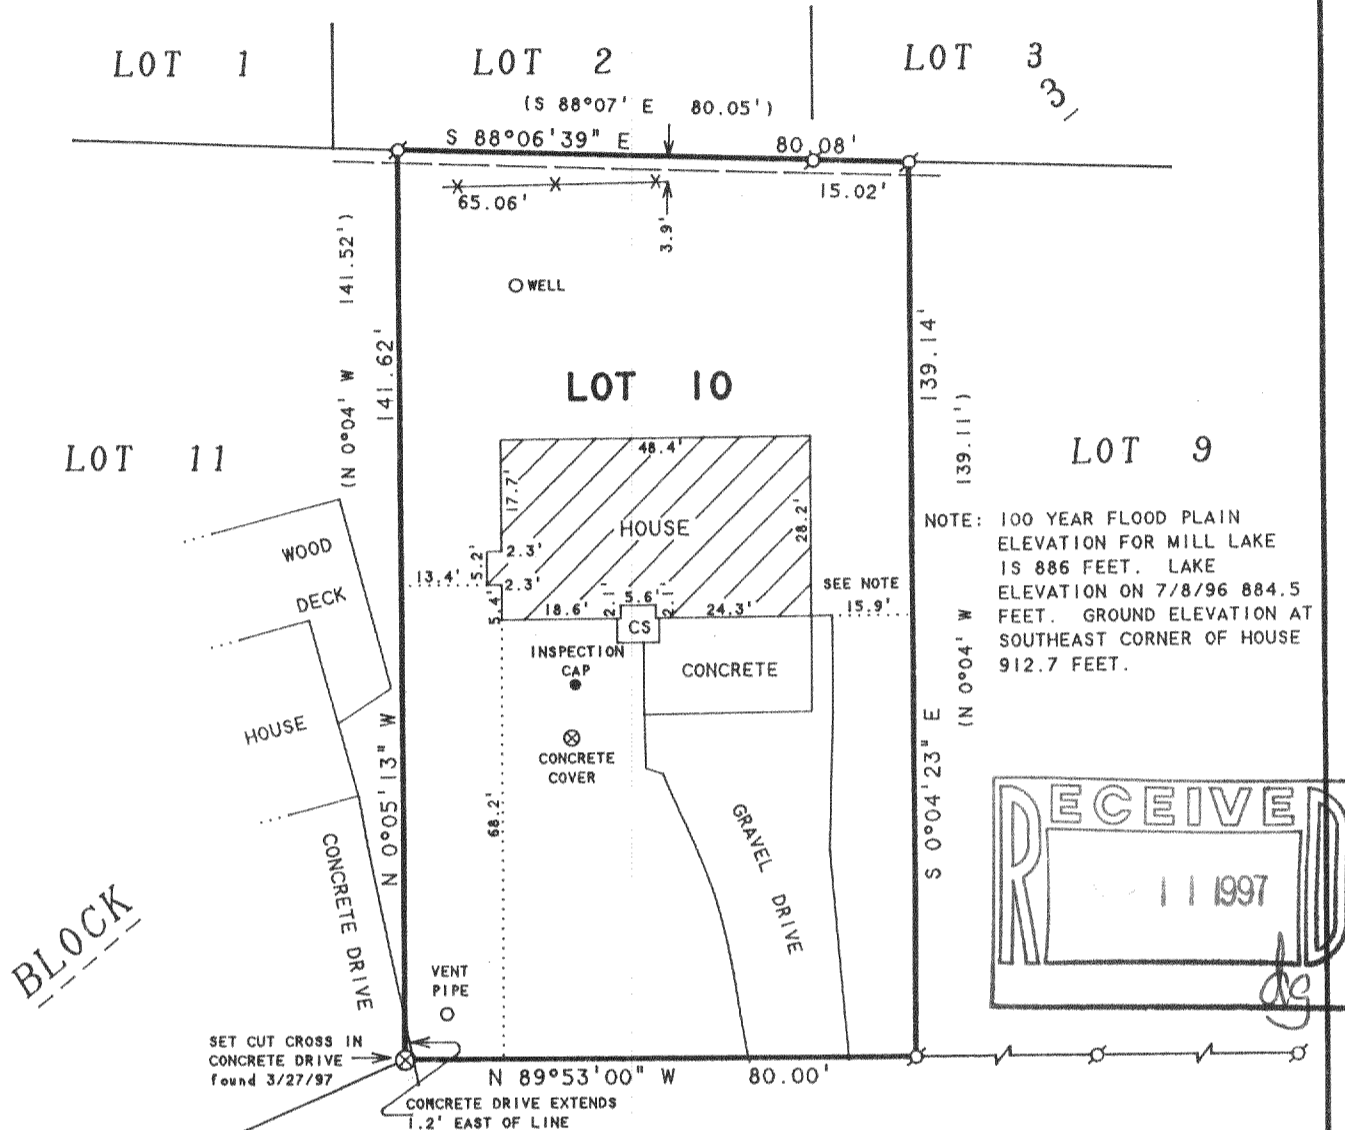 LOT 1
LOT 2
LOT 3
3
(S 88°07' E 80.05')
S 88°06'39" E 80.08'
65.06'
15.02'
3.9'
141.52')
(N 0°04' W
141.62'
WELL
LOT 10
139.14'
139.11')
(N 0°04' W
LOT 11
LOT 9
48.4'
17.7'
HOUSE
28.2'
2.3'
5.2'
13.4'
2.3'
5.4'
18.6'
2.1'
5.6'
2.1'
24.3'
SEE NOTE
15.9'
CS
NOTE: 100 YEAR FLOOD PLAIN
ELEVATION FOR MILL LAKE
IS 886 FEET. LAKE
ELEVATION ON 7/8/96 884.5
FEET. GROUND ELEVATION AT
SOUTHEAST CORNER OF HOUSE
912.7 FEET.
WOOD
DECK
HOUSE
INSPECTION
CAP
CONCRETE
CONCRETE
COVER
N 0°05'13" W
S 0°04'23" E
68.2'
GRAVEL DRIVE
CONCRETE DRIVE
BLOCK
RECEIVED
11 1997
dg
VENT
PIPE
SET CUT CROSS IN
CONCRETE DRIVE
found 3/27/97
N 89°53'00" W 80.00'
CONCRETE DRIVE EXTENDS
1.2' EAST OF LINE